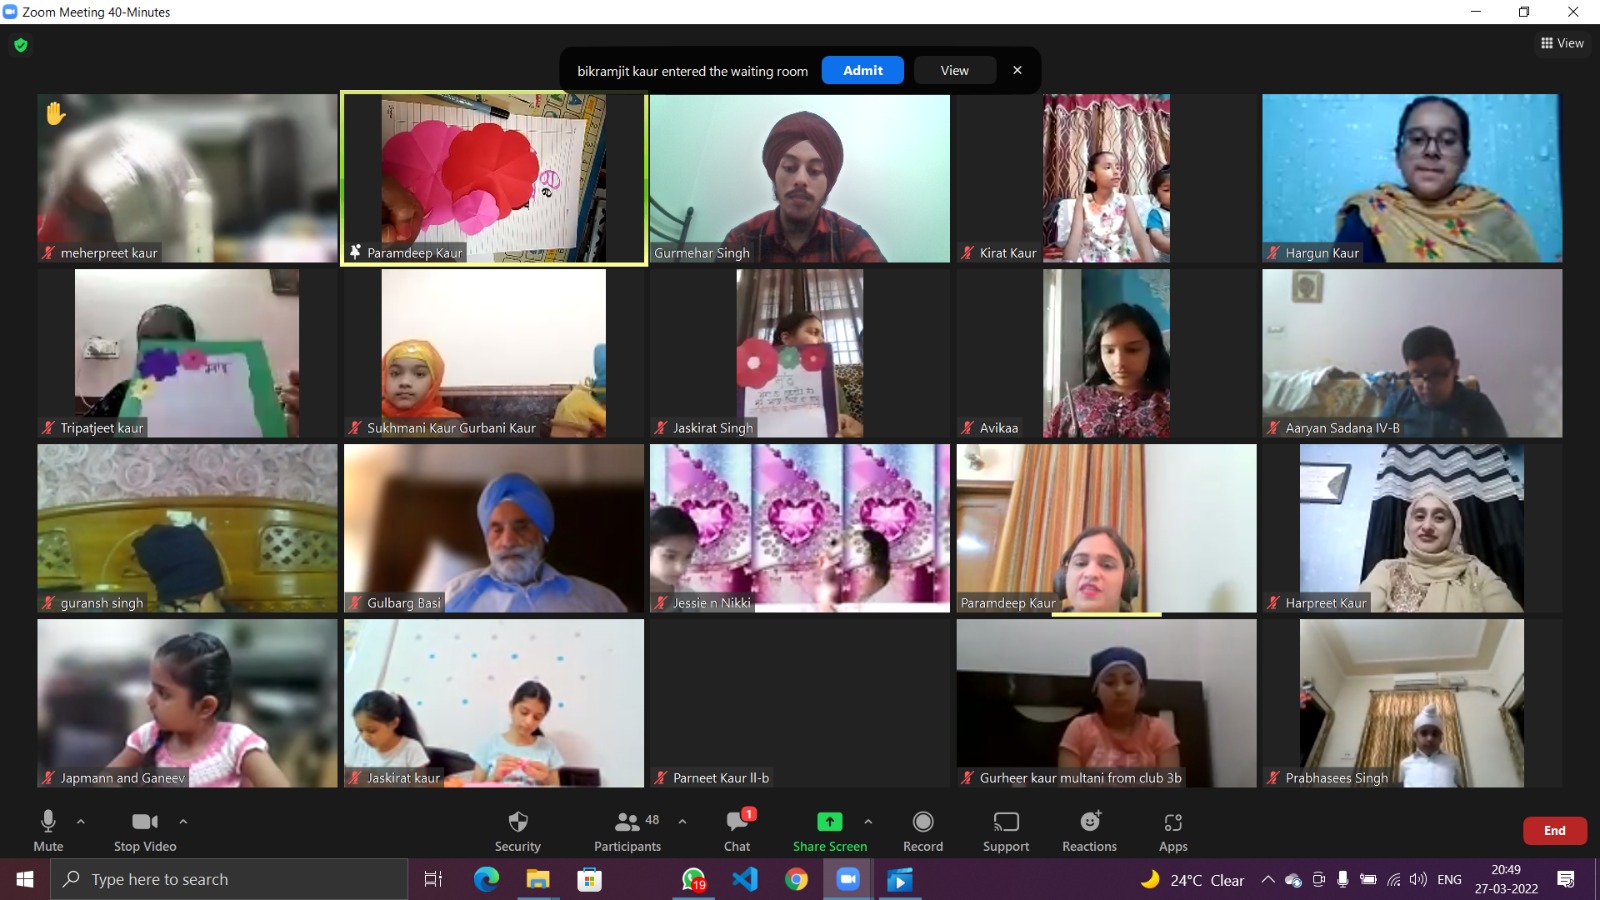 Zoom Meeting 40-Minutes
View
bikramjit kaur entered the waiting room
Admit
View
meherpreet kaur
Paramdeep Kaur
Gurmehar Singh
Kirat Kaur
Hargun Kaur
Tripatjeet kaur
Sukhmani Kaur Gurbani Kaur
Jaskirat Singh
Avikaa
Aaryan Sadana IV-B
guransh singh
Gulbarg Basi
Jessie n Nikki
Paramdeep Kaur
Harpreet Kaur
Japmann and Ganeev
Jaskirat kaur
Parneet Kaur II-b
Gurheer kaur multani from club 3b
Prabhasees Singh
48
1
Mute
Stop Video
Security
Participants
Chat
Share Screen
Record
Support
Reactions
Apps
End
Type here to search
19
24°C Clear
ENG
20:49
27-03-2022